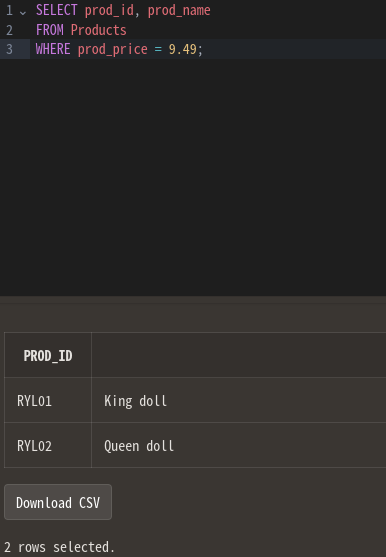 1 SELECT prod_id, prod_name
2 FROM Products
3 WHERE prod_price = 9.49;
PROD_ID
RYL01 King doll
RYL02 Queen doll
Download CSV
2 rows selected.